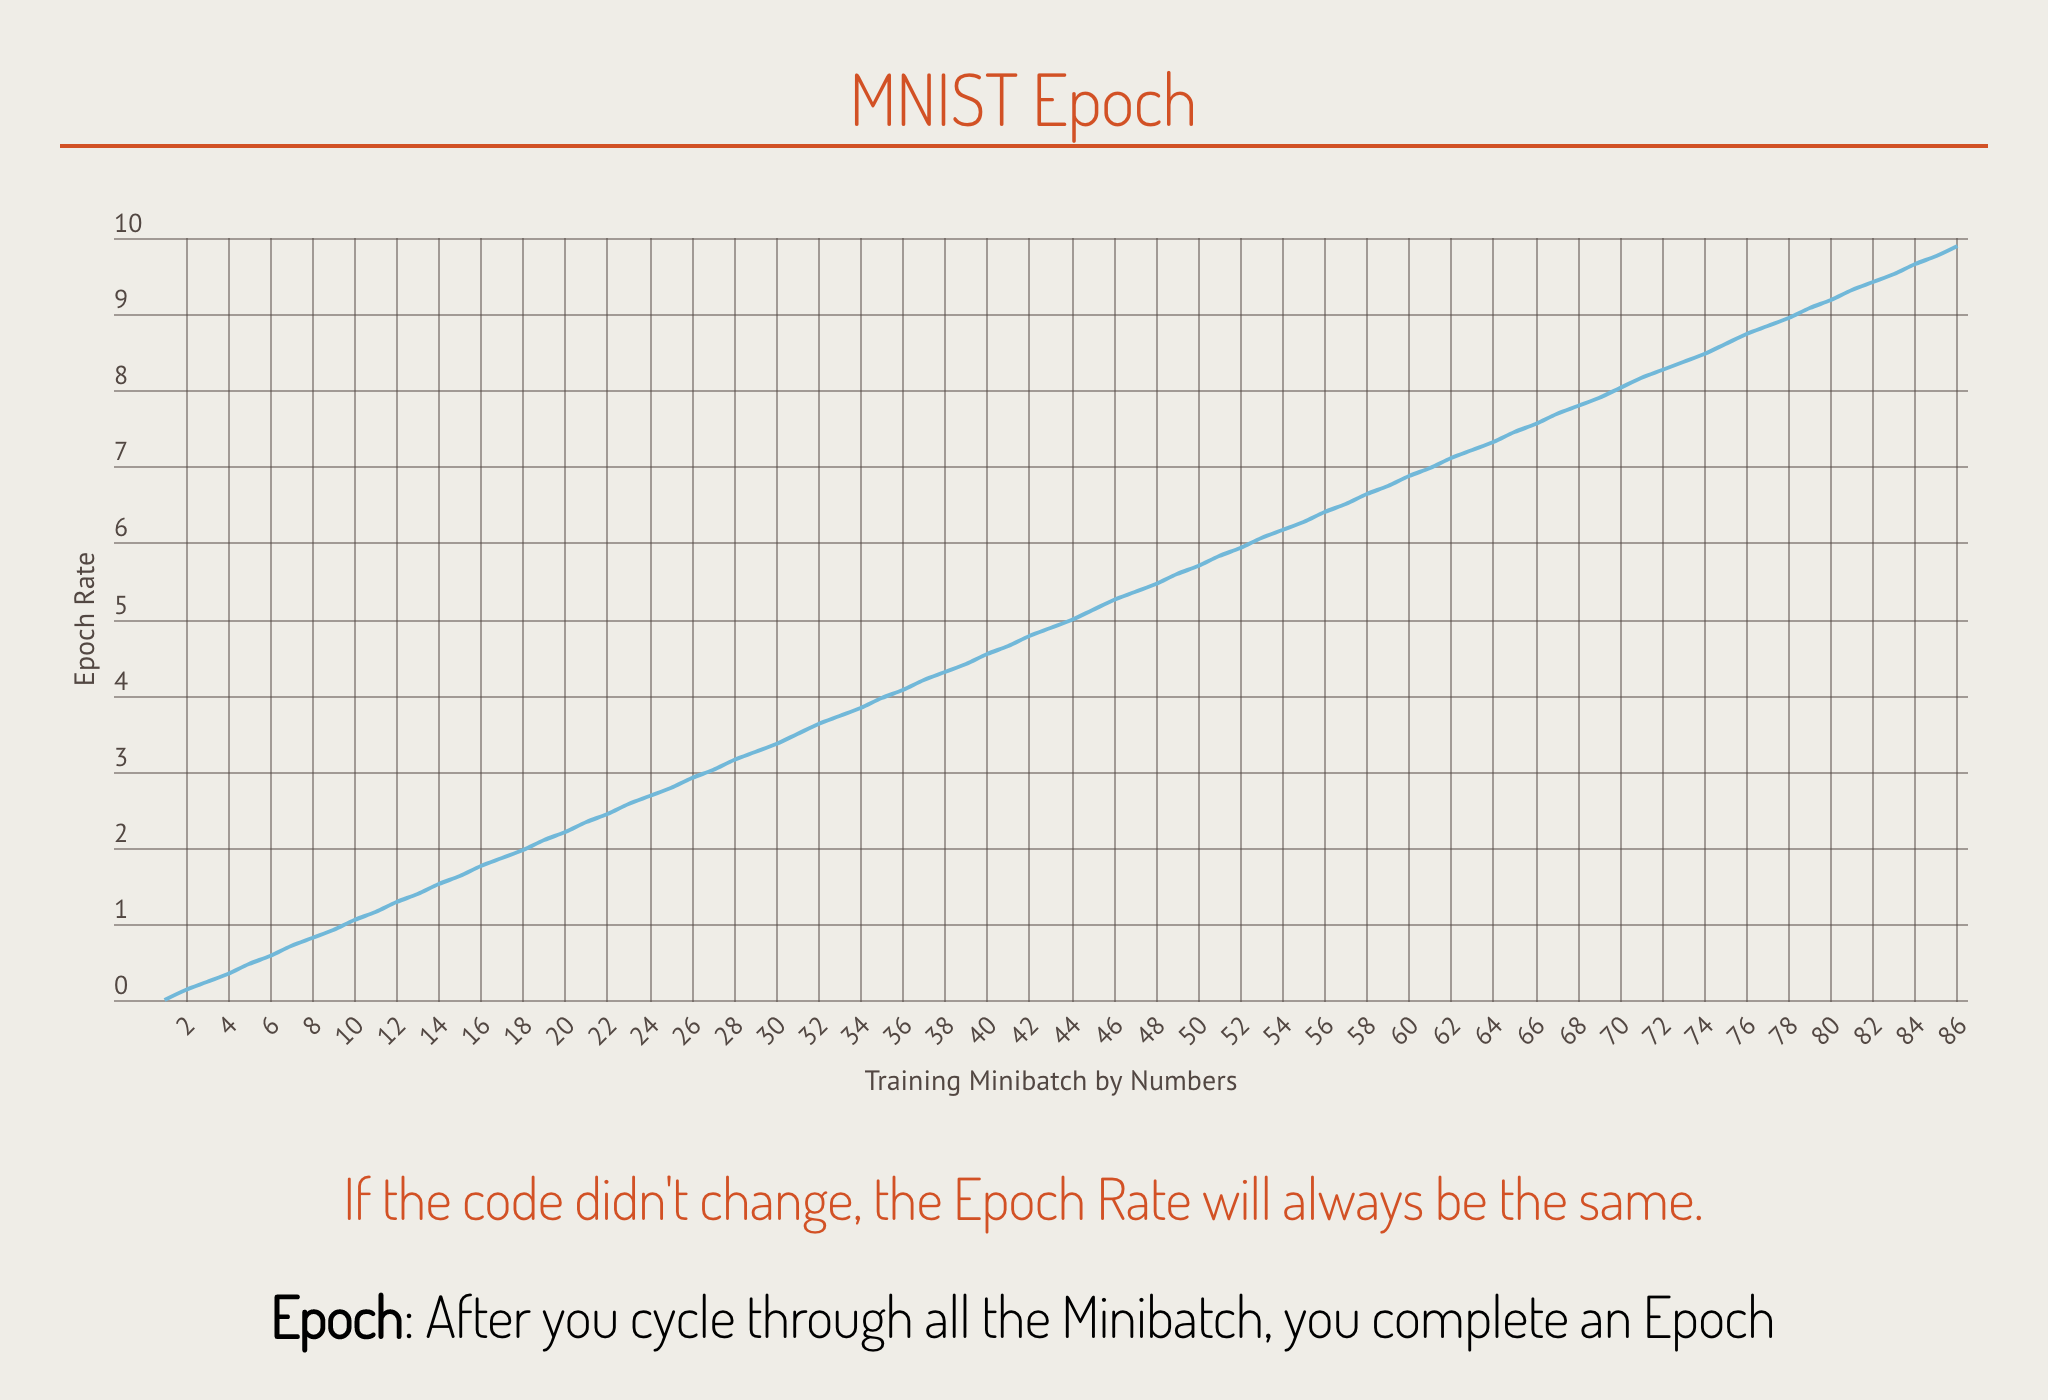 MNIST Epoch
10
9
8
7
6
5
4
3
2
1
0
Epoch Rate
2 4 6 8 10 12 14 16 18 20 22 24 26 28 30 32 34 36 38 40 42 44 46 48 50 52 54 56 58 60 62 64 66 68 70 72 74 76 78 80 82 84 86
Training Minibatch by Numbers
If the code didn't change, the Epoch Rate will always be the same.
Epoch: After you cycle through all the Minibatch, you complete an Epoch